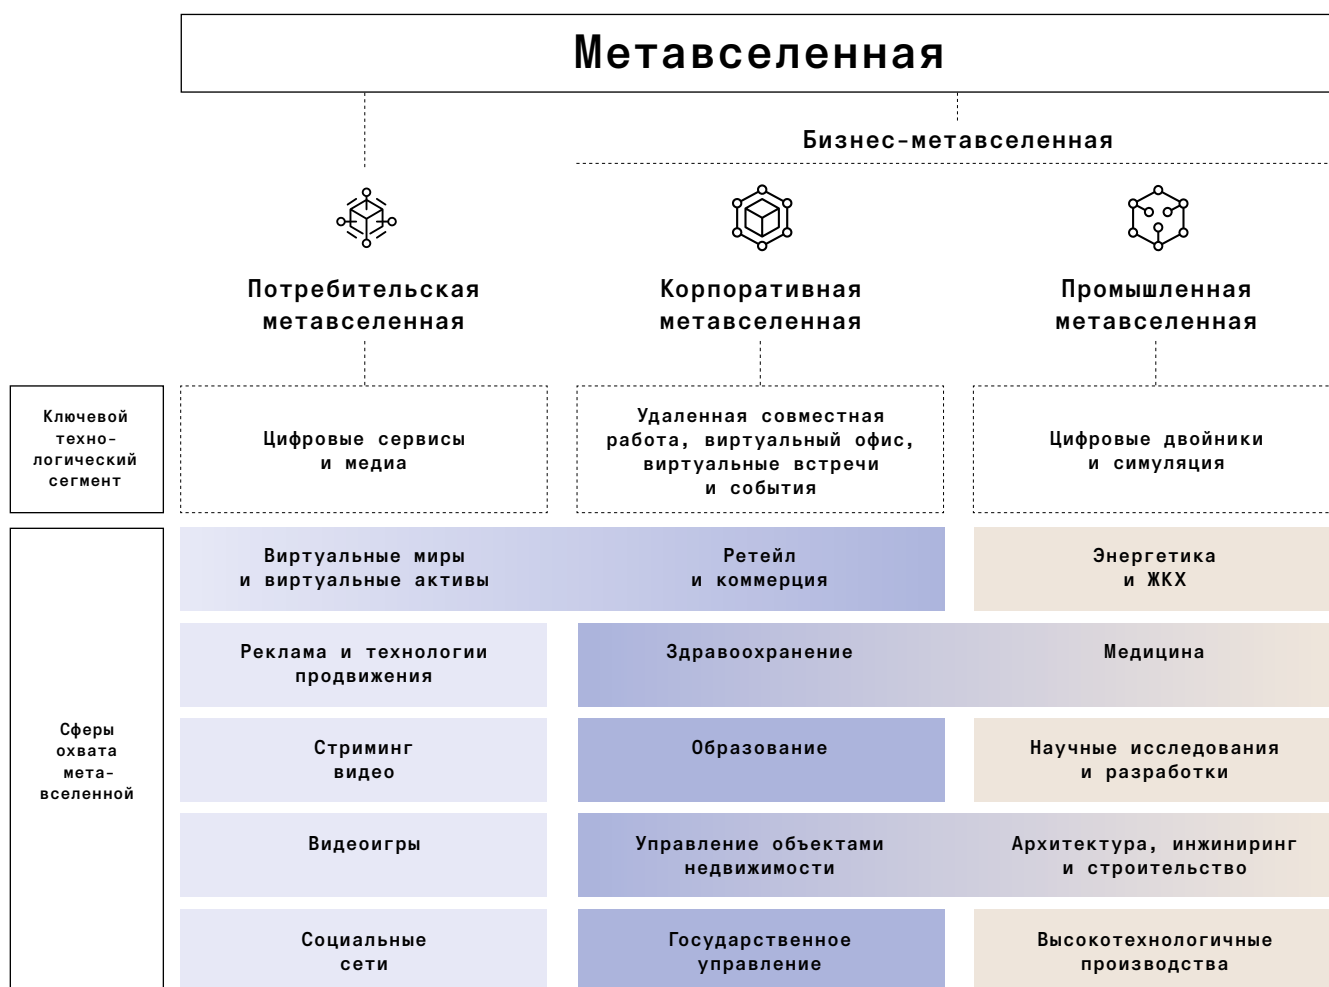 Метавселенная
Бизнес-метавселенная
Потребительская
метавселенная
Корпоративная
метавселенная
Промышленная
метавселенная
Ключевой
техно-
логический
сегмент
Цифровые сервисы
и медиа
Удаленная совместная
работа, виртуальный офис,
виртуальные встречи
и события
Цифровые двойники
и симуляция
Сферы
охвата
мета-
вселенной
Виртуальные миры
и виртуальные активы
Ретейл
и коммерция
Энергетика
и ЖКХ
Реклама и технологии
продвижения
Здравоохранение
Медицина
Стриминг
видео
Образование
Научные исследования
и разработки
Видеоигры
Управление объектами
недвижимости
Архитектура, инжиниринг
и строительство
Социальные
сети
Государственное
управление
Высокотехнологичные
производства